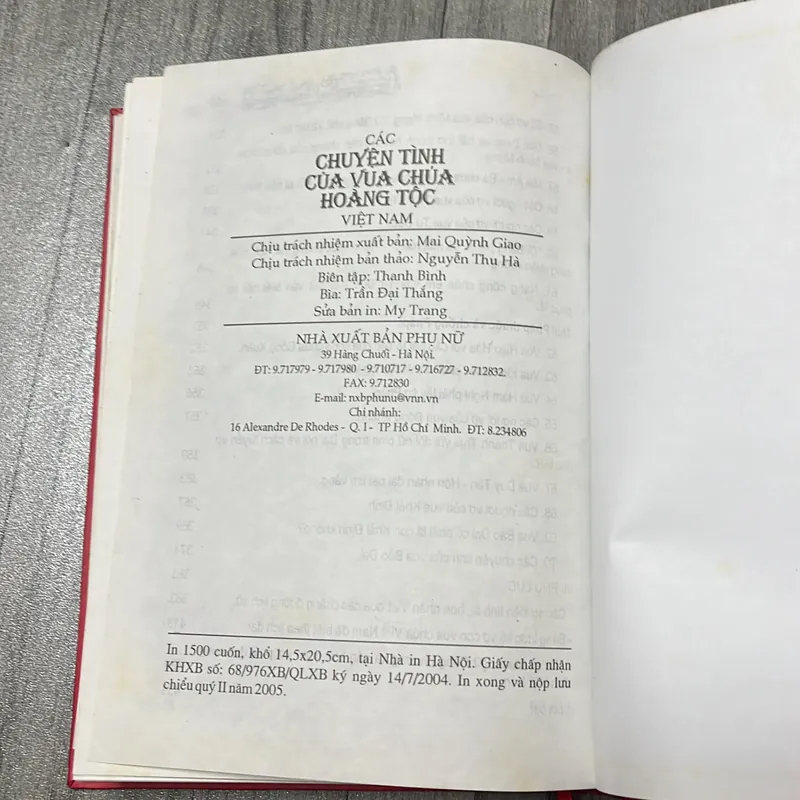 CÁC
CHUYỆN TÌNH
CỦA VUA CHÚA
HOÀNG TỘC
VIỆT NAM
Chịu trách nhiệm xuất bản: Mai Quỳnh Giao
Chịu trách nhiệm bản thảo: Nguyễn Thu Hà
Biên tập: Thanh Bình
Bìa: Trần Đại Thắng
Sửa bản in: My Trang
NHÀ XUẤT BẢN PHỤ NỮ
39 Hàng Chuối - Hà Nội.
ĐT: 9.717979 - 9.717980 - 9.710717 - 9.716727 - 9.712832.
FAX: 9.712830
E-mail: nxbphunu@vnn.vn
Chi nhánh:
16 Alexandre De Rhodes - Q. I - TP Hồ Chí Minh. ĐT: 8.234806
In 1500 cuốn, khổ 14,5x20,5cm, tại Nhà in Hà Nội. Giấy chấp nhận
KHXB số: 68/976XB/QLXB ký ngày 14/7/2004. In xong và nộp lưu
chiểu quý II năm 2005.